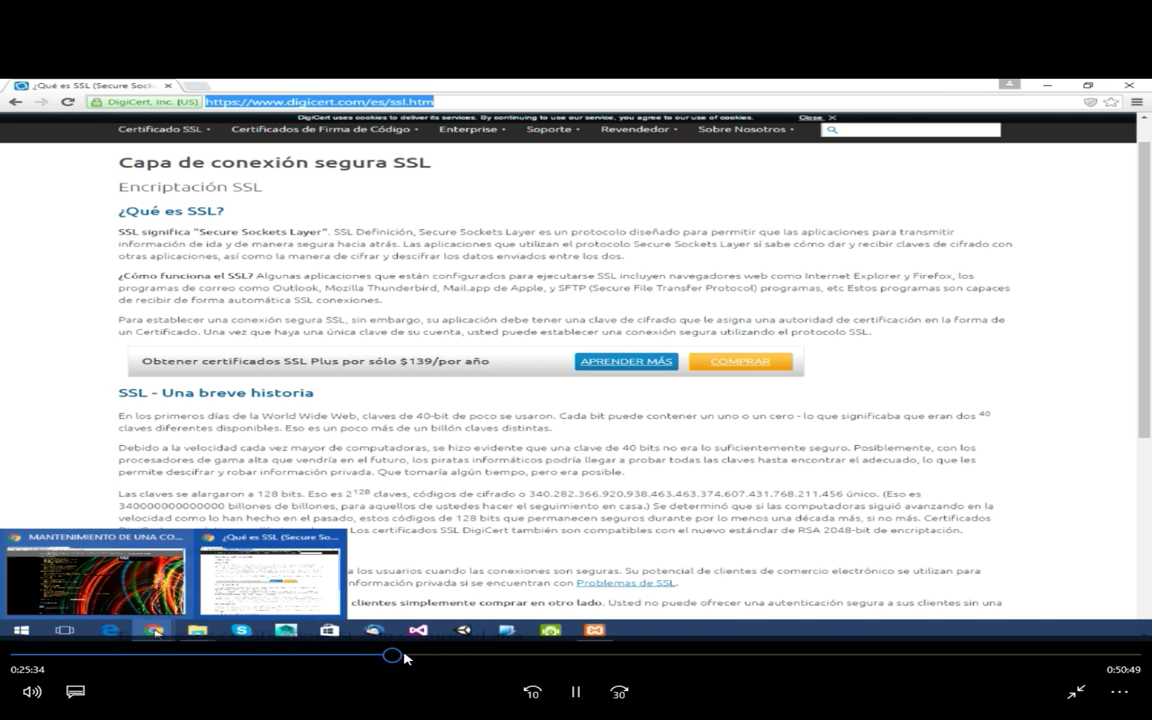 ¿Qué es SSL (Secure Sock
DigiCert, Inc. [US] https://www.digicert.com/es/ssl.htm
DigiCert uses cookies to deliver its services. By continuing to use our service, you agree to our use of cookies. Close X
Certificado SSL Certificados de Firma de Código Enterprise Soporte Revendedor Sobre Nosotros
Capa de conexión segura SSL
Encriptación SSL
¿Qué es SSL?
SSL significa "Secure Sockets Layer". SSL Definición, Secure Sockets Layer es un protocolo diseñado para permitir que las aplicaciones para transmitir
información de ida y de manera segura hacia atrás. Las aplicaciones que utilizan el protocolo Secure Sockets Layer sí sabe cómo dar y recibir claves de cifrado con
otras aplicaciones, así como la manera de cifrar y descifrar los datos enviados entre los dos.
¿Cómo funciona el SSL? Algunas aplicaciones que están configurados para ejecutarse SSL incluyen navegadores web como Internet Explorer y Firefox, los
programas de correo como Outlook, Mozilla Thunderbird, Mail.app de Apple, y SFTP (Secure File Transfer Protocol) programas, etc Estos programas son capaces
de recibir de forma automática SSL conexiones.
Para establecer una conexión segura SSL, sin embargo, su aplicación debe tener una clave de cifrado que le asigna una autoridad de certificación en la forma de
un Certificado. Una vez que haya una única clave de su cuenta, usted puede establecer una conexión segura utilizando el protocolo SSL.
Obtener certificados SSL Plus por sólo $139/por año APRENDER MÁS COMPRAR
SSL - Una breve historia
En los primeros días de la World Wide Web, claves de 40-bit de poco se usaron. Cada bit puede contener un uno o un cero - lo que significaba que eran dos 40
claves diferentes disponibles. Eso es un poco más de un billón claves distintas.
Debido a la velocidad cada vez mayor de computadoras, se hizo evidente que una clave de 40 bits no era lo suficientemente seguro. Posiblemente, con los
procesadores de gama alta que vendría en el futuro, los piratas informáticos podría llegar a probar todas las claves hasta encontrar el adecuado, lo que les
permite descifrar y robar información privada. Que tomaría algún tiempo, pero era posible.
Las claves se alargaron a 128 bits. Eso es 2128 claves, códigos de cifrado o 340.282.366.920.938.463.463.374.607.431.768.211.456 único. (Eso es
340000000000000 billones de billones, para aquellos de ustedes hacer el seguimiento en casa.) Se determinó que si las computadoras siguió avanzando en la
velocidad como lo han hecho en el pasado, estos códigos de 128 bits que permanecen seguros durante por lo menos una década más, si no más. Certificados
Los certificados SSL DigiCert también son compatibles con el nuevo estándar de RSA 2048-bit de encriptación.
MANTENIMIENTO DE UNA CO... ¿Qué es SSL (Secure So...
a los usuarios cuando las conexiones son seguras. Su potencial de clientes de comercio electrónico se utilizan para
nformación privada si se encuentran con Problemas de SSL.
clientes simplemente comprar en otro lado. Usted no puede ofrecer una autenticación segura a sus clientes sin una
0:25:34 0:50:49
10 30